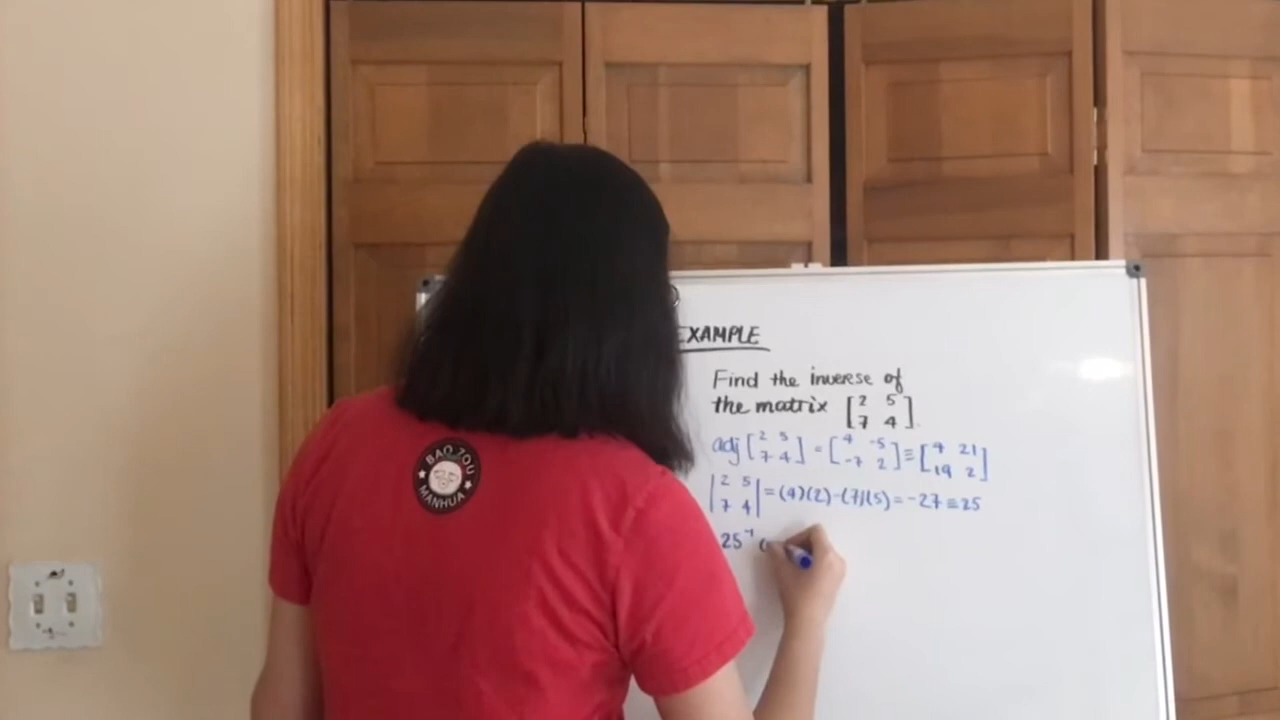 EXAMPLE
Find the inverse of
the matrix [2 5
7 4].
adj [2 5
7 4] = [4 -5
-7 2] ≡ [4 21
19 2]
|2 5
7 4| = (4)(2)-(7)(5) = -27 ≡ 25
25⁻¹ (
BAO ZOU
MANHUA